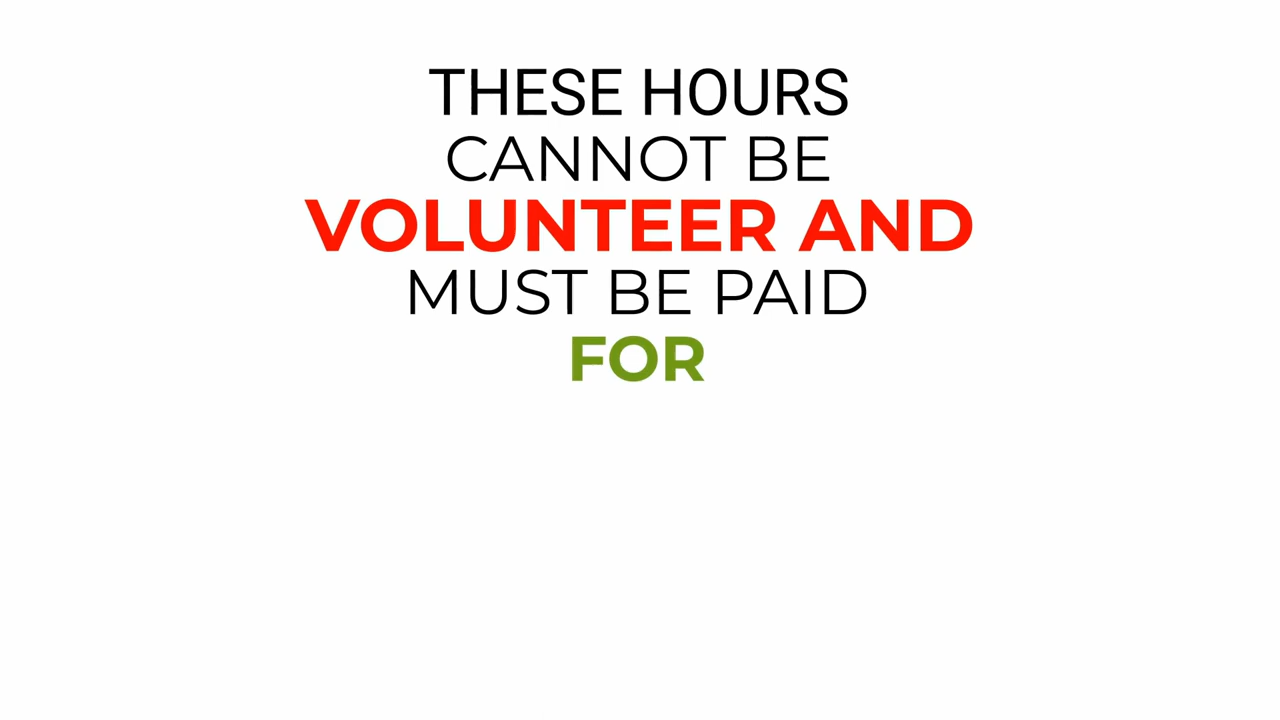 THESE HOURS
CANNOT BE
VOLUNTEER AND
MUST BE PAID
FOR